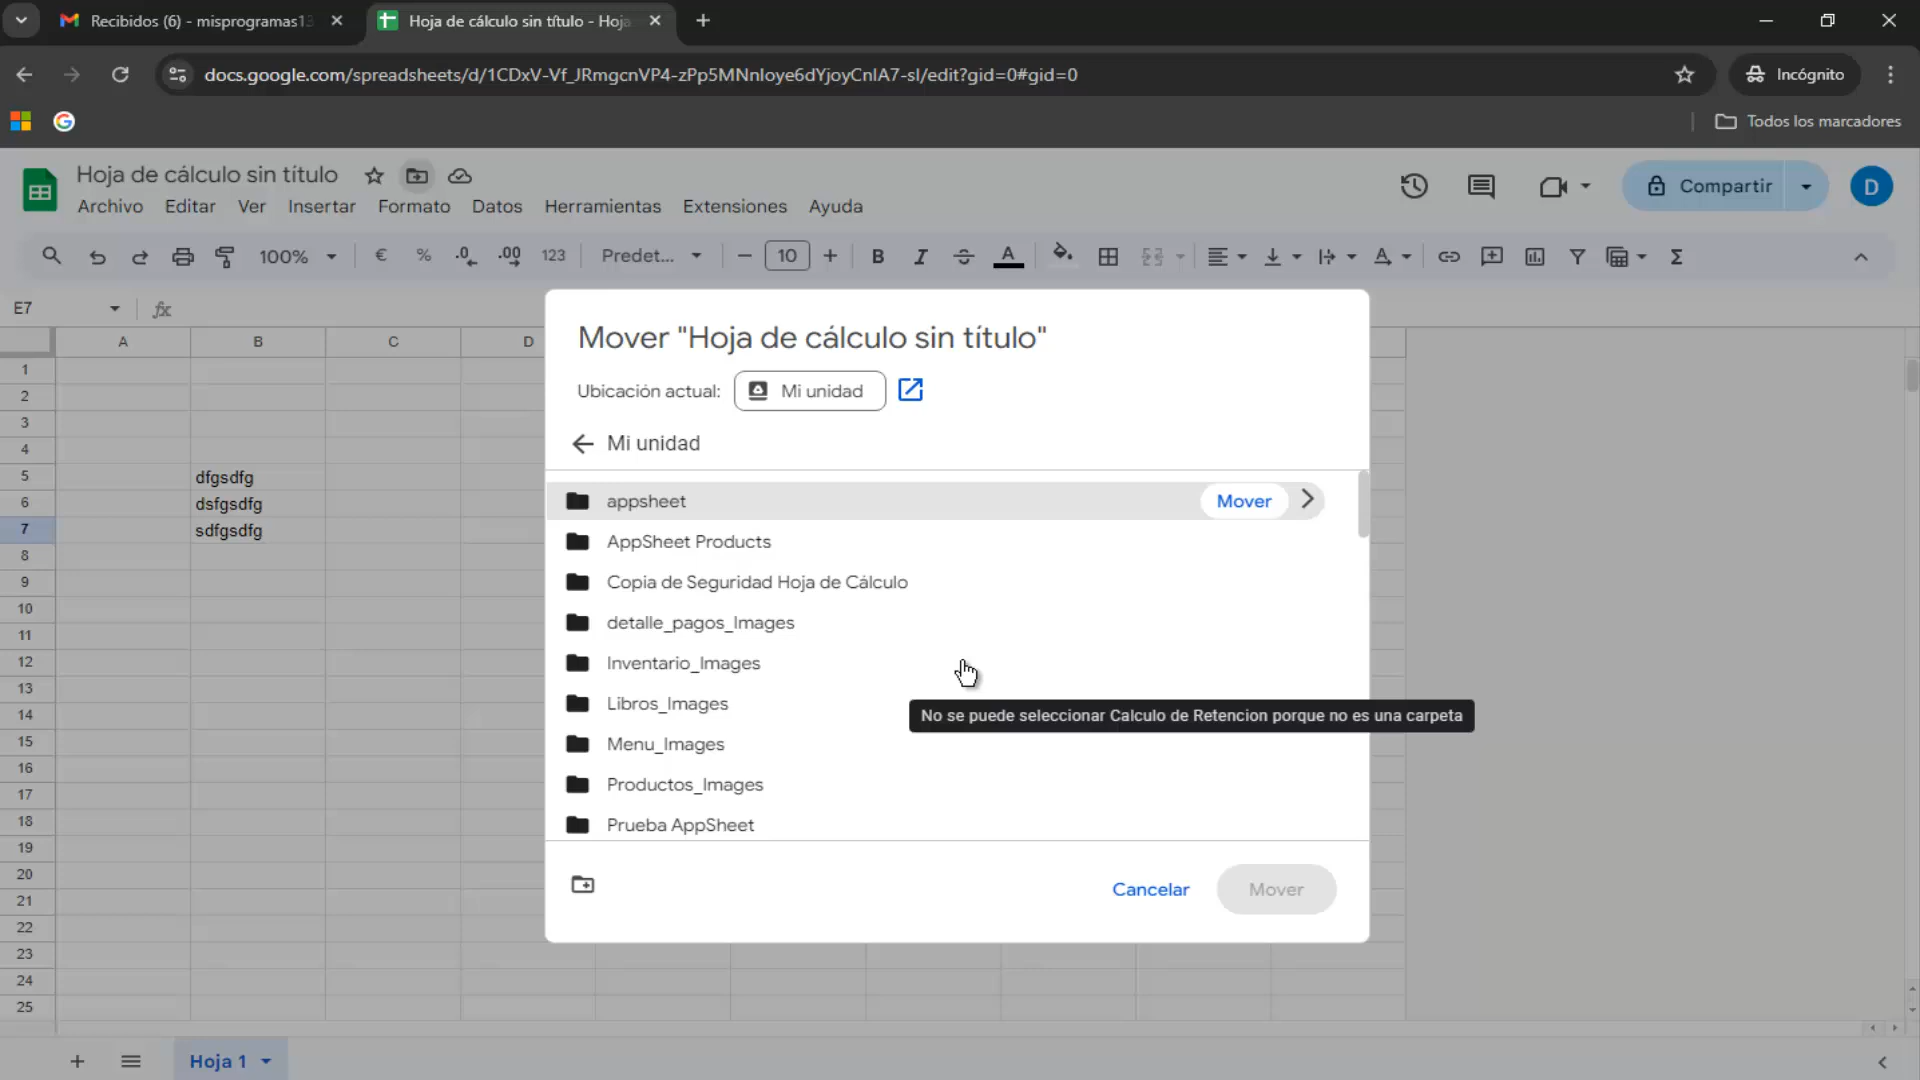 Recibidos (6) - misprogramas13
Hoja de cálculo sin título - Hoja
docs.google.com/spreadsheets/d/1CDxV-Vf_JRmgcnVP4-zPp5MNnloye6dYjoyCnlA7-sI/edit?gid=0#gid=0
Incógnito
Todos los marcadores
Hoja de cálculo sin título
Archivo Editar Ver Insertar Formato Datos Herramientas Extensiones Ayuda
Compartir
D
100% € % .0 .00 123 Predet... 10 B I S A Σ
E7 fx
A B C D
1
2
3
4
5 dfgsdfg
6 dsfgsdfg
7 sdfgsdfg
8
9
10
11
12
13
14
15
16
17
18
19
20
21
22
23
24
25
Mover "Hoja de cálculo sin título"
Ubicación actual: Mi unidad
Mi unidad
appsheet Mover
AppSheet Products
Copia de Seguridad Hoja de Cálculo
detalle_pagos_Images
Inventario_Images
Libros_Images
No se puede seleccionar Calculo de Retencion porque no es una carpeta
Menu_Images
Productos_Images
Prueba AppSheet
Cancelar Mover
Hoja 1